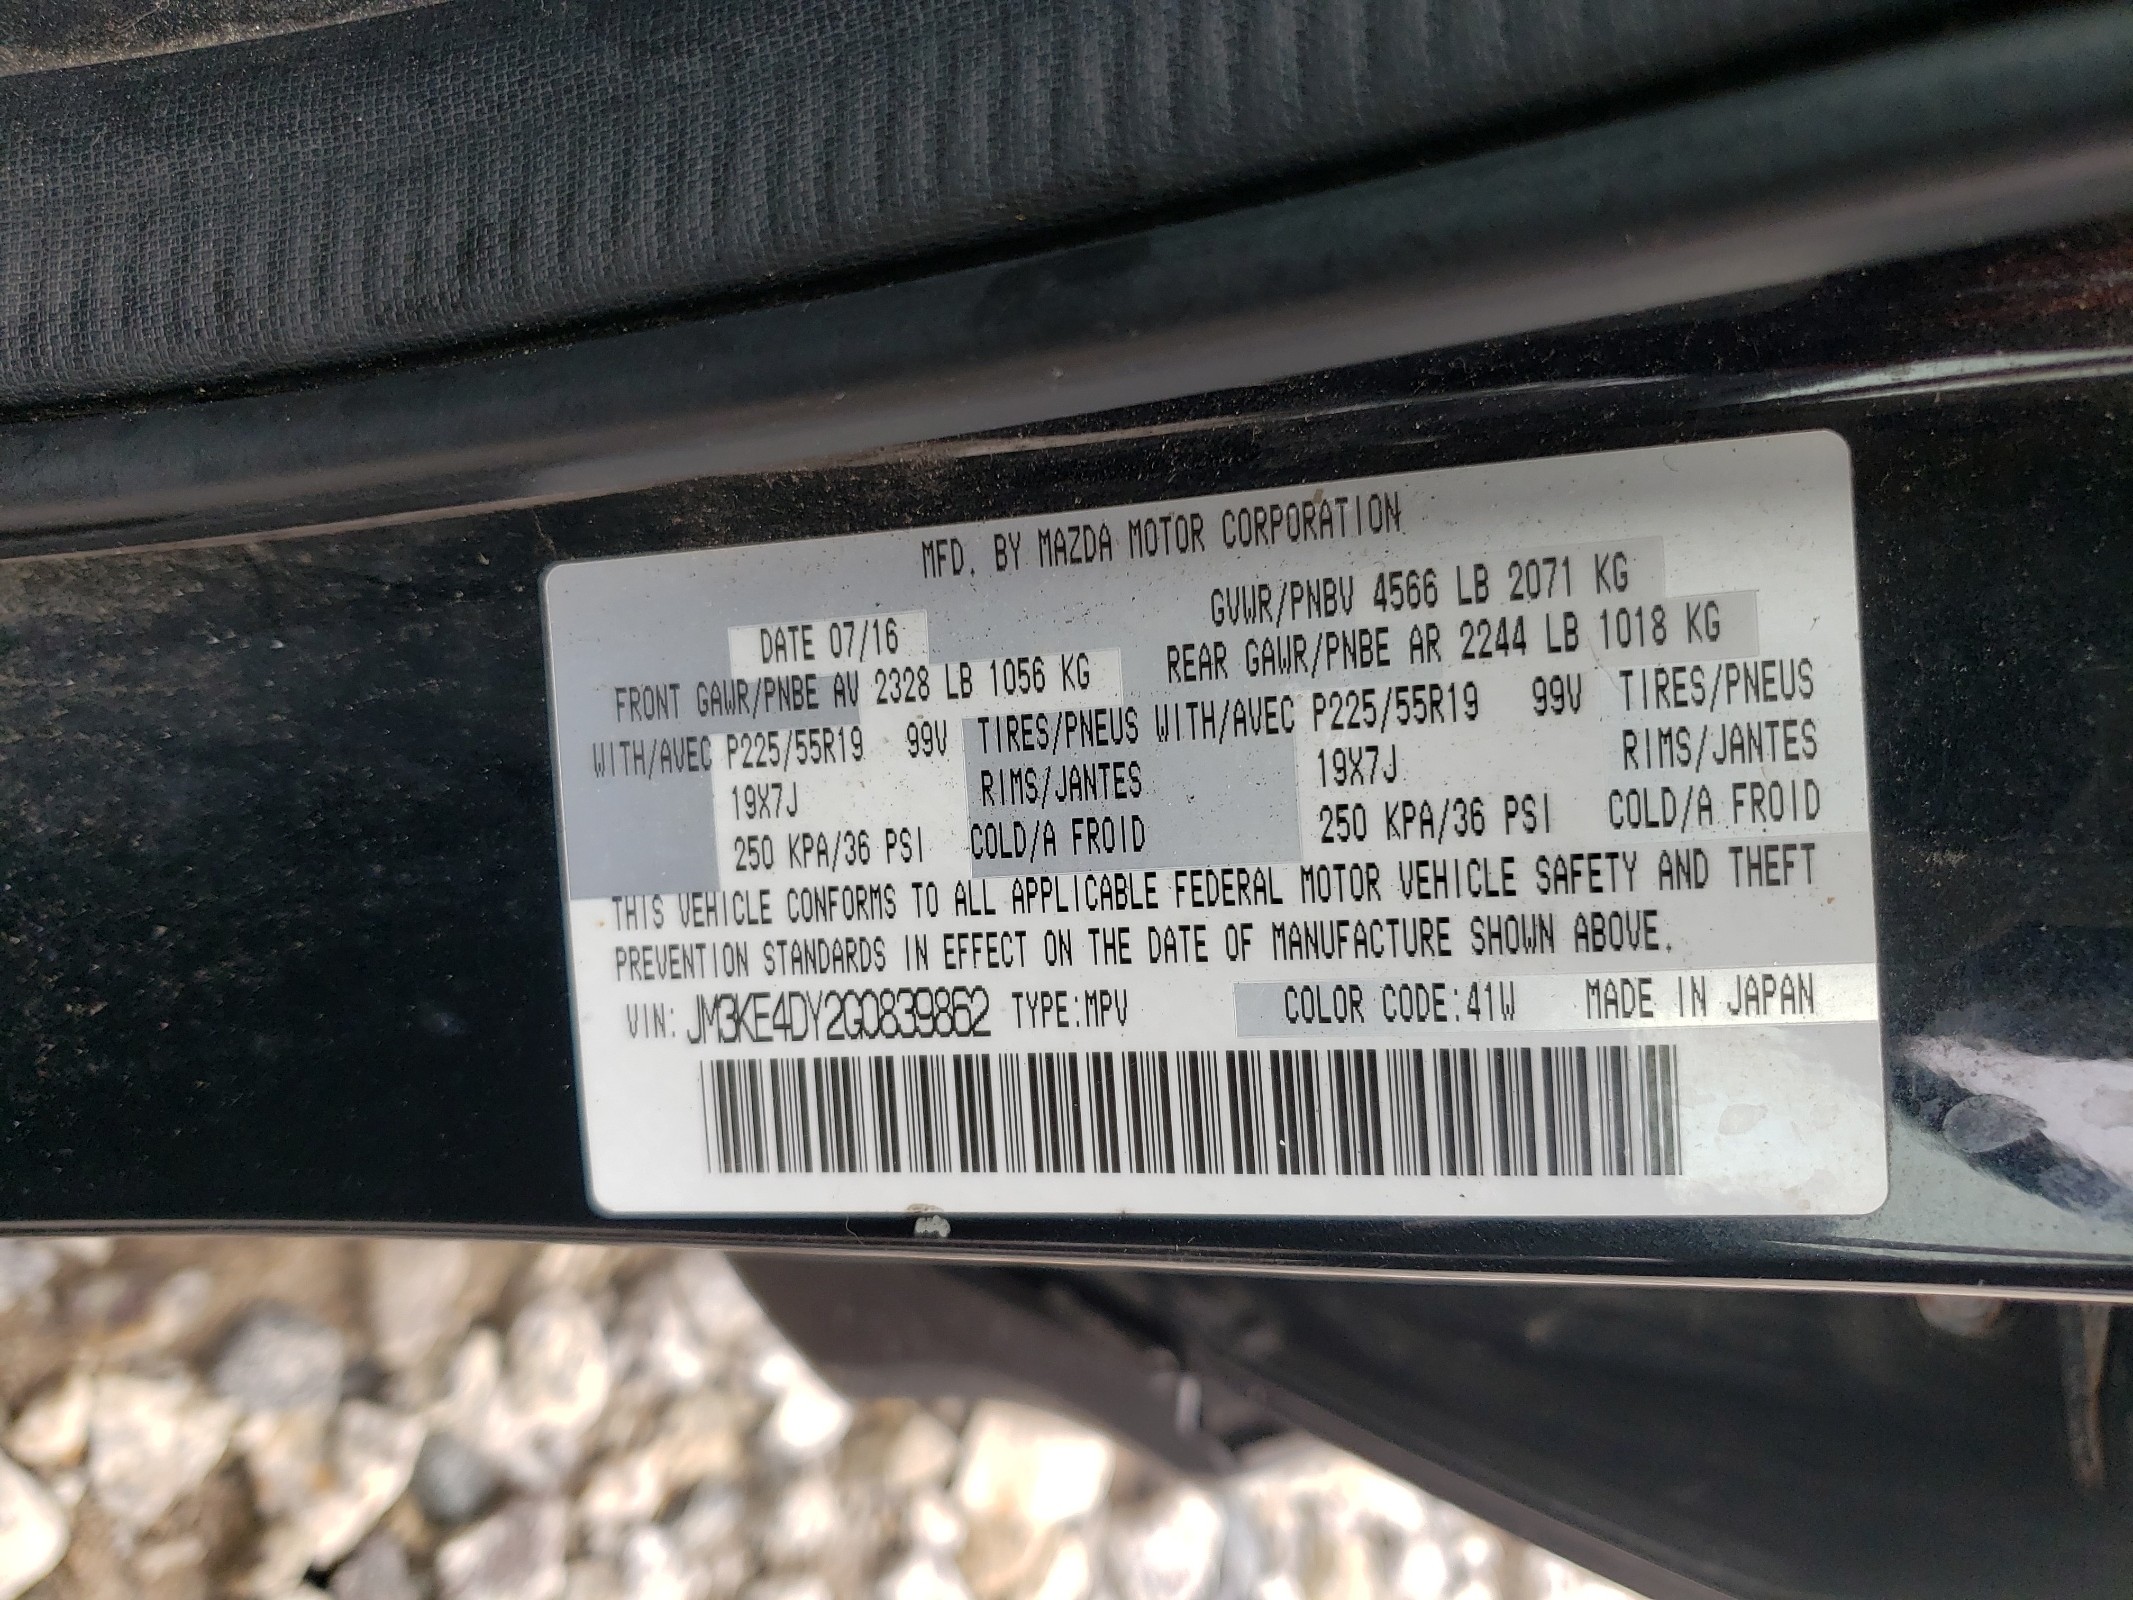 MFD. BY MAZDA MOTOR CORPORATION
DATE 07/16 GVWR/PNBV 4566 LB 2071 KG
FRONT GAWR/PNBE AV 2328 LB 1056 KG REAR GAWR/PNBE AR 2244 LB 1018 KG
WITH/AVEC P225/55R19 99V TIRES/PNEUS WITH/AVEC P225/55R19 99V TIRES/PNEUS
19X7J RIMS/JANTES 19X7J RIMS/JANTES
250 KPA/36 PSI COLD/A FROID 250 KPA/36 PSI COLD/A FROID
THIS VEHICLE CONFORMS TO ALL APPLICABLE FEDERAL MOTOR VEHICLE SAFETY AND THEFT
PREVENTION STANDARDS IN EFFECT ON THE DATE OF MANUFACTURE SHOWN ABOVE.
VIN: JM3KE4DY2G0839862 TYPE:MPV COLOR CODE:41W MADE IN JAPAN